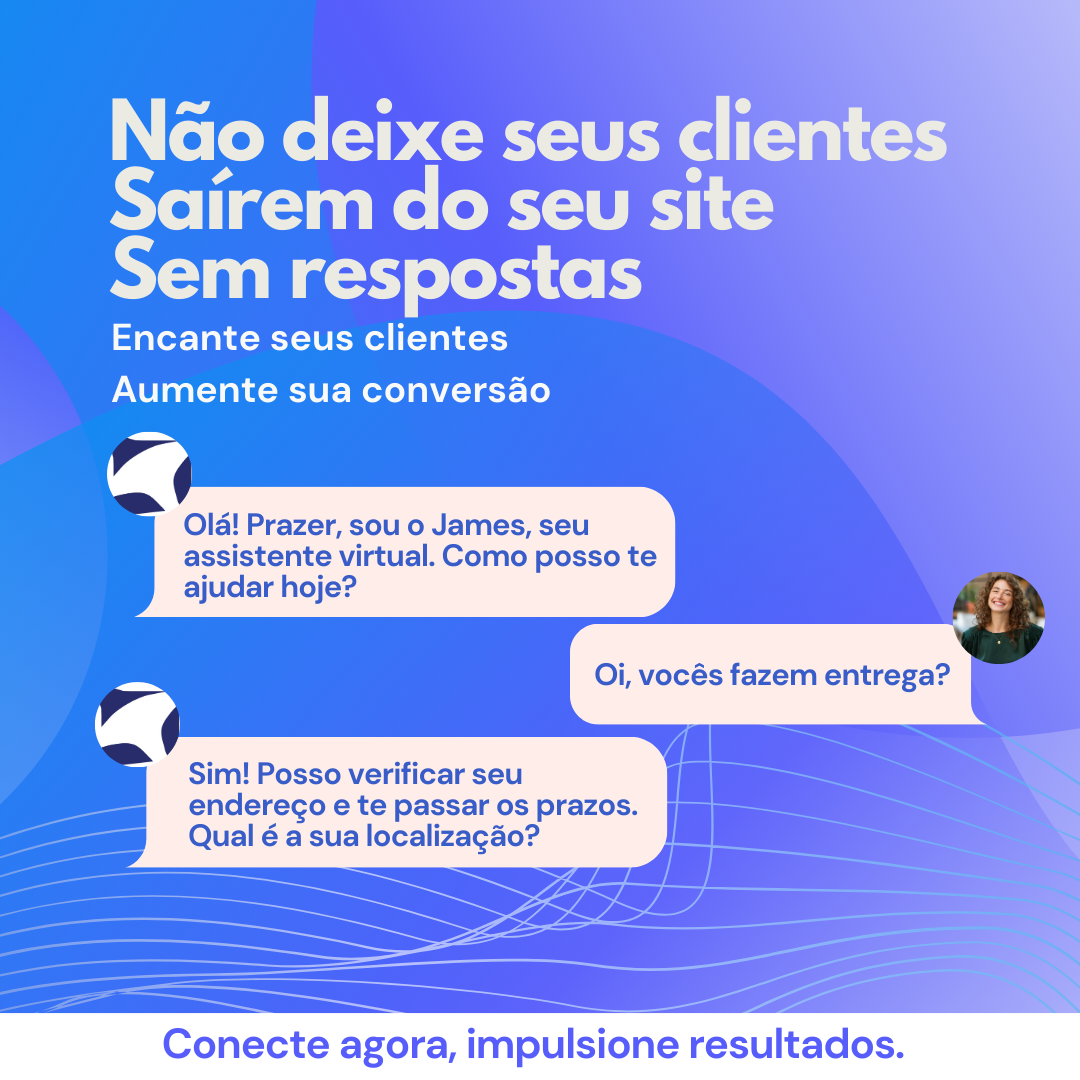 Não deixe seus clientes
Saírem do seu site
Sem respostas
Encante seus clientes
Aumente sua conversão
Olá! Prazer, sou o James, seu
assistente virtual. Como posso te
ajudar hoje?
Oi, vocês fazem entrega?
Sim! Posso verificar seu
endereço e te passar os prazos.
Qual é a sua localização?
Conecte agora, impulsione resultados.